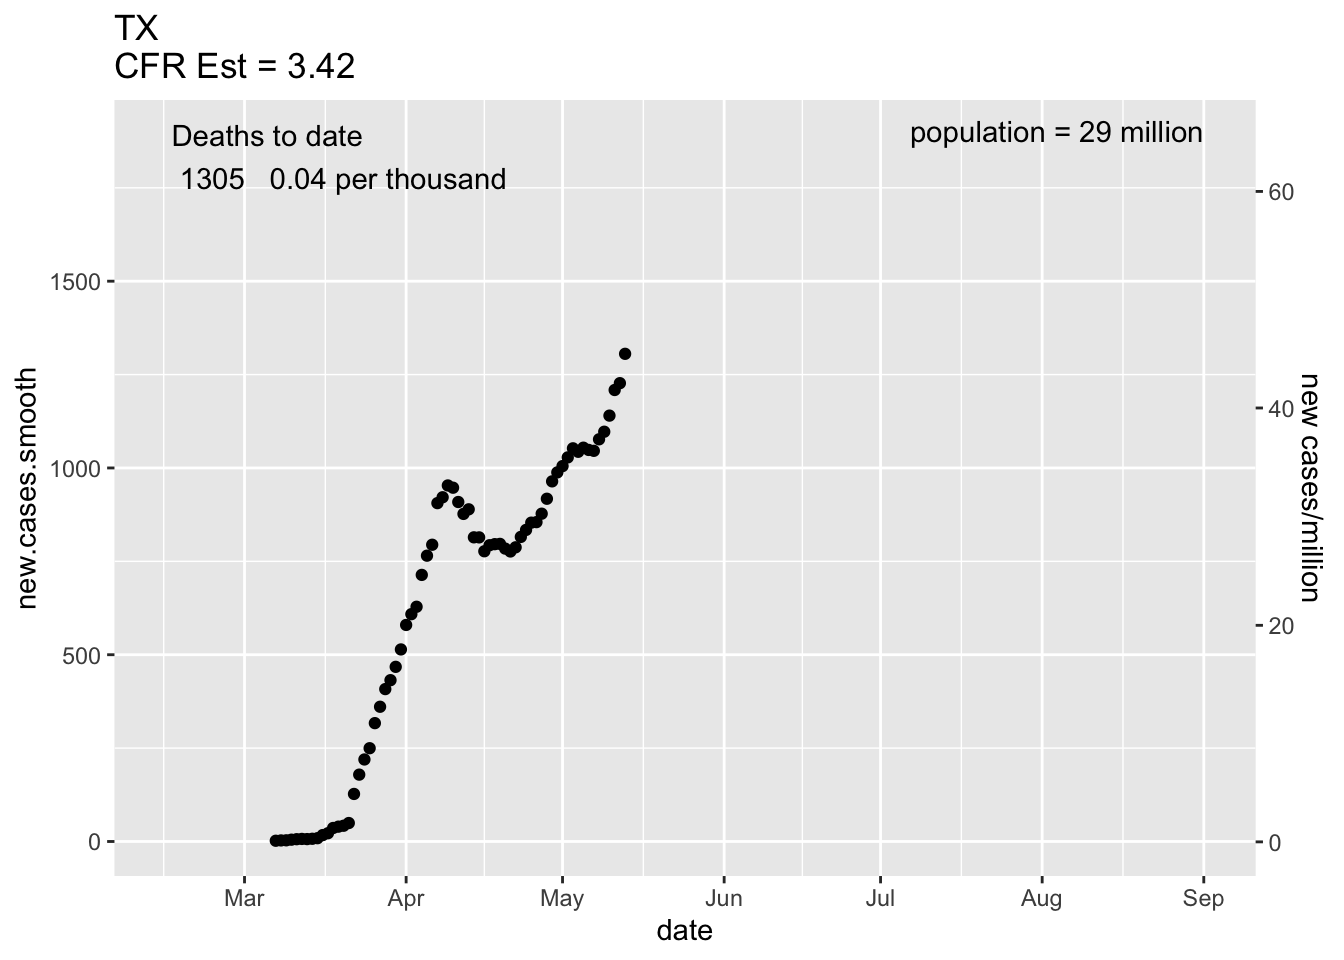 TX
CFR Est = 3.42
Deaths to date
1305 0.04 per thousand
population = 29 million
new.cases.smooth
1500
1000
500
0
60
40
20
0
new cases/million
Mar Apr May Jun Jul Aug Sep
date